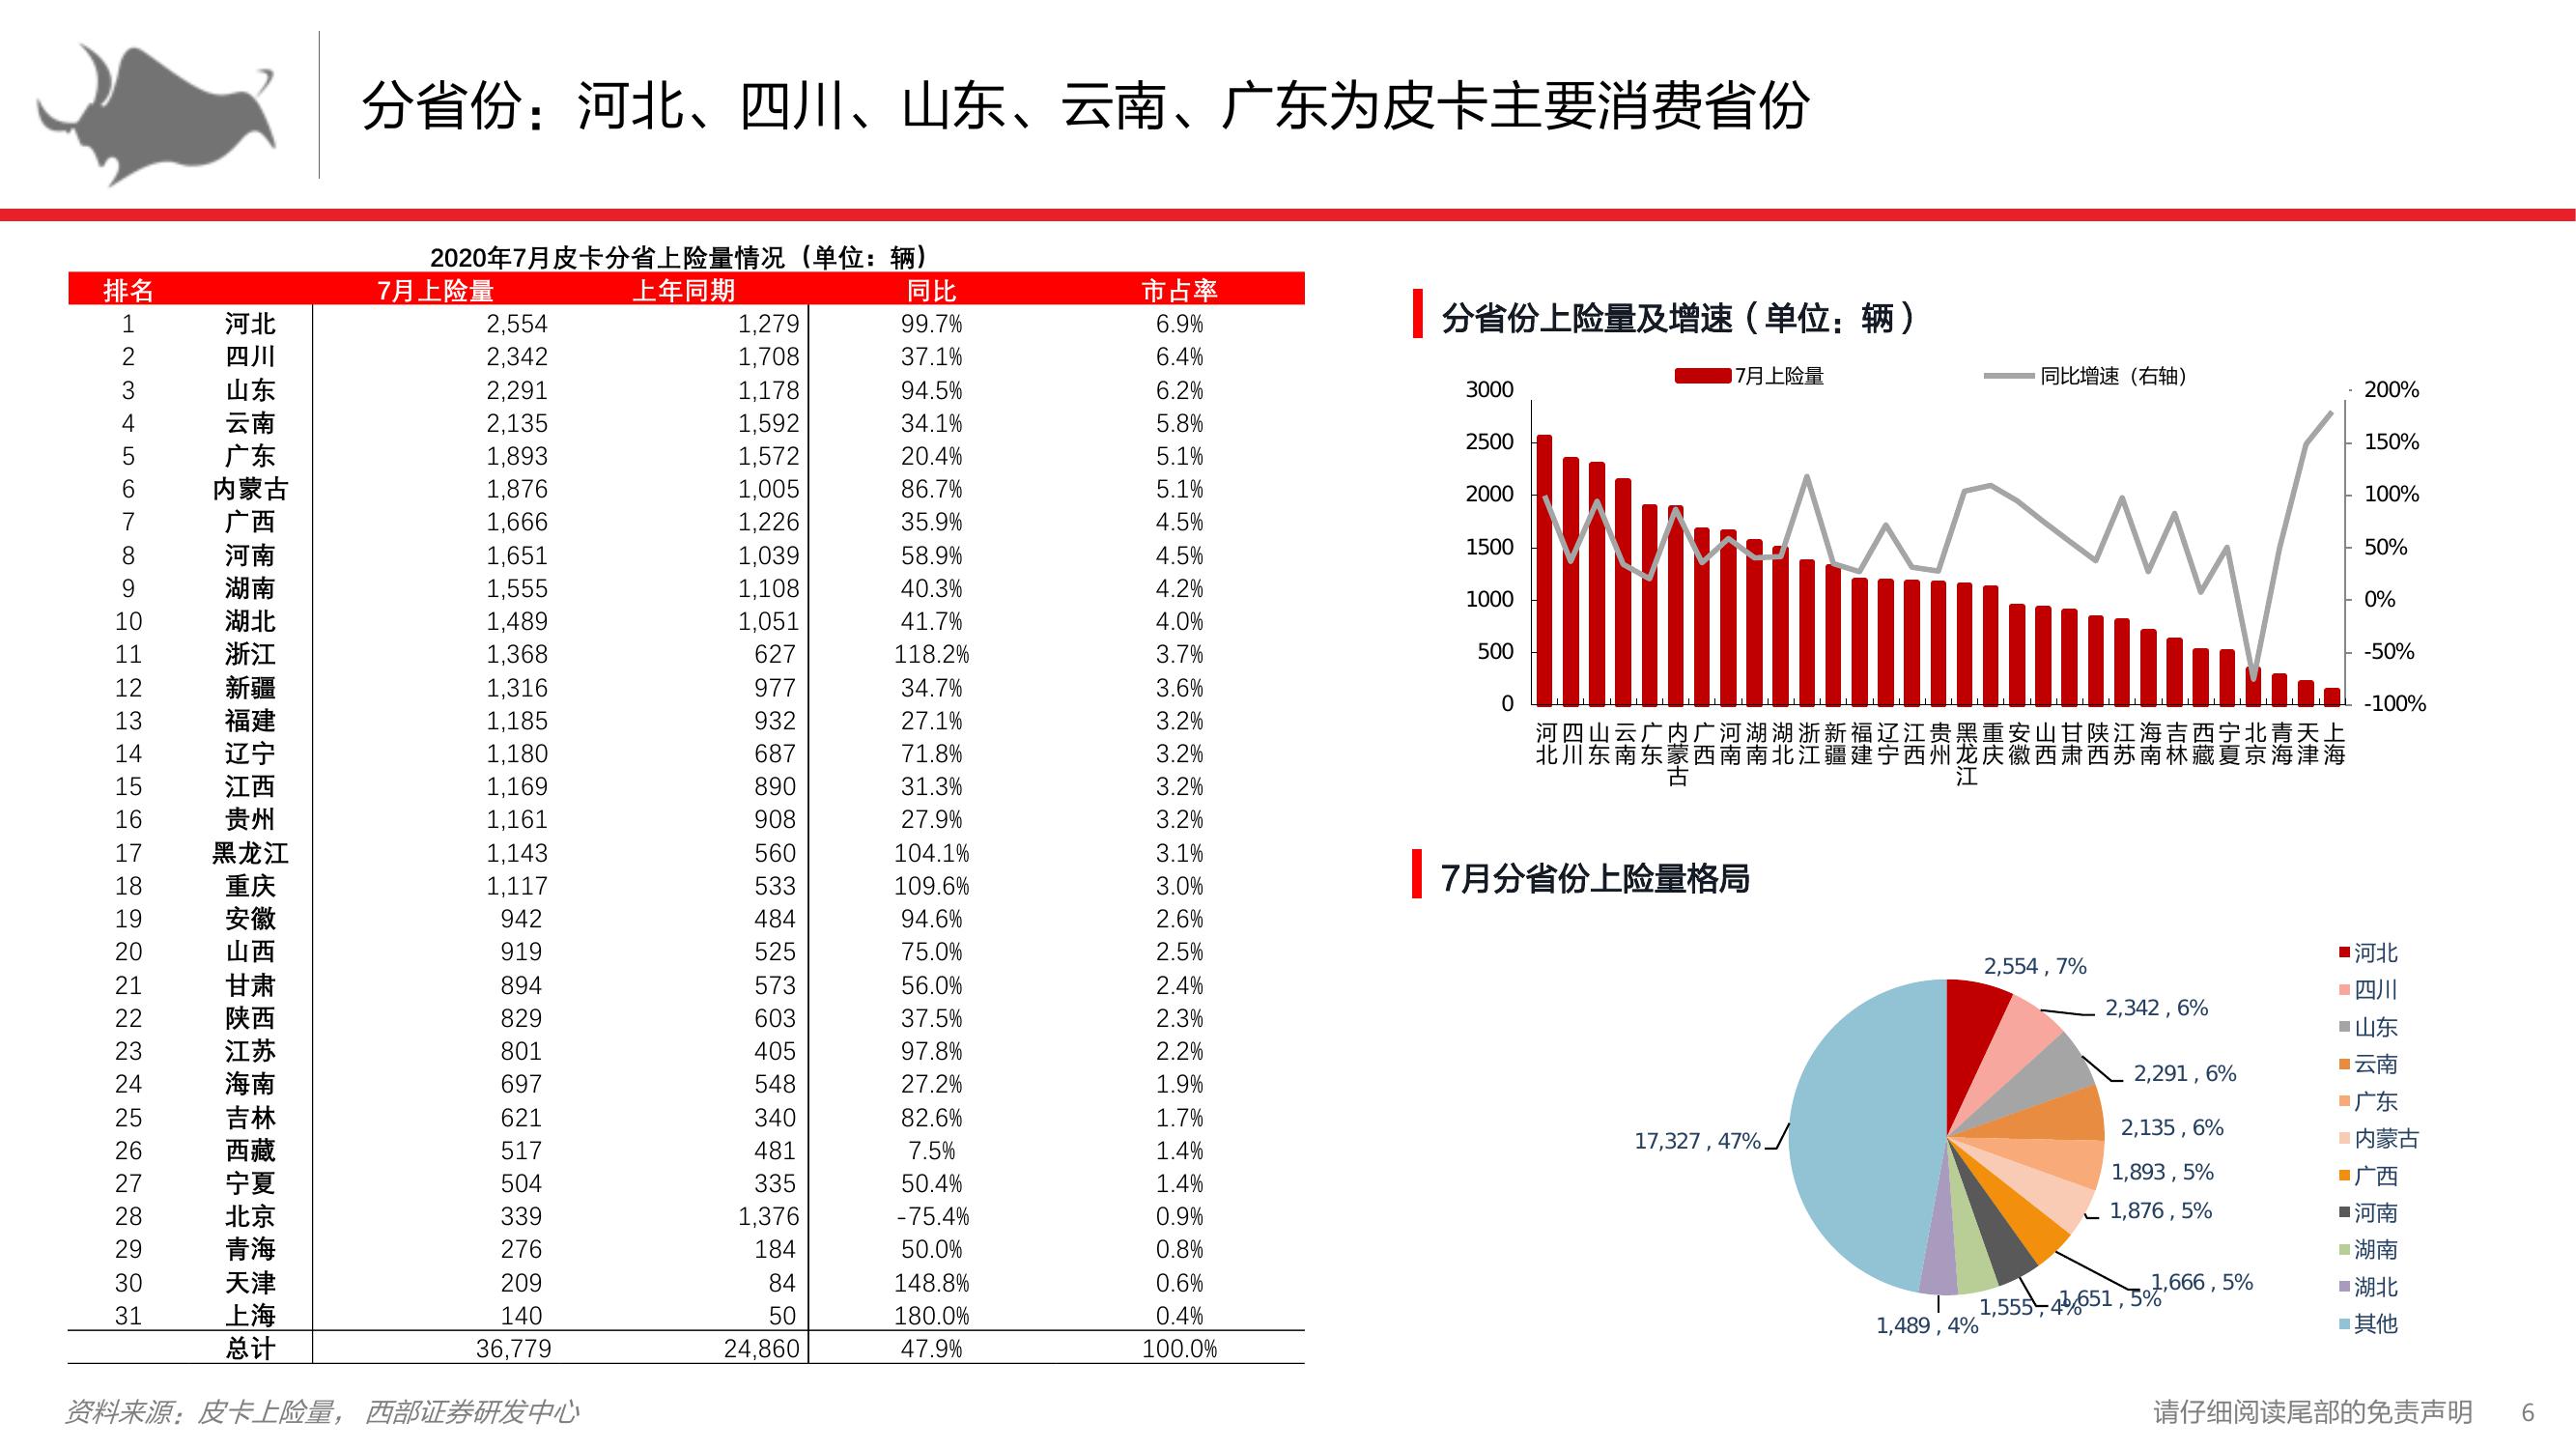 分省份：河北、四川、山东、云南、广东为皮卡主要消费省份
2020年7月皮卡分省上险量情况（单位：辆）
排名 7月上险量 上年同期 同比 市占率
1 河北 2,554 1,279 99.7% 6.9%
2 四川 2,342 1,708 37.1% 6.4%
3 山东 2,291 1,178 94.5% 6.2%
4 云南 2,135 1,592 34.1% 5.8%
5 广东 1,893 1,572 20.4% 5.1%
6 内蒙古 1,876 1,005 86.7% 5.1%
7 广西 1,666 1,226 35.9% 4.5%
8 河南 1,651 1,039 58.9% 4.5%
9 湖南 1,555 1,108 40.3% 4.2%
10 湖北 1,489 1,051 41.7% 4.0%
11 浙江 1,368 627 118.2% 3.7%
12 新疆 1,316 977 34.7% 3.6%
13 福建 1,185 932 27.1% 3.2%
14 辽宁 1,180 687 71.8% 3.2%
15 江西 1,169 890 31.3% 3.2%
16 贵州 1,161 908 27.9% 3.2%
17 黑龙江 1,143 560 104.1% 3.1%
18 重庆 1,117 533 109.6% 3.0%
19 安徽 942 484 94.6% 2.6%
20 山西 919 525 75.0% 2.5%
21 甘肃 894 573 56.0% 2.4%
22 陕西 829 603 37.5% 2.3%
23 江苏 801 405 97.8% 2.2%
24 海南 697 548 27.2% 1.9%
25 吉林 621 340 82.6% 1.7%
26 西藏 517 481 7.5% 1.4%
27 宁夏 504 335 50.4% 1.4%
28 北京 339 1,376 -75.4% 0.9%
29 青海 276 184 50.0% 0.8%
30 天津 209 84 148.8% 0.6%
31 上海 140 50 180.0% 0.4%
总计 36,779 24,860 47.9% 100.0%
分省份上险量及增速（单位：辆）
7月上险量 同比增速（右轴）
3000 200%
2500 150%
2000 100%
1500 50%
1000 0%
500 -50%
0 -100%
河北 四川 山东 云南 广东 内蒙古 广西 河南 湖南 湖北 浙江 新疆 福建 辽宁 江西 贵州 黑龙江 重庆 安徽 山西 甘肃 陕西 江苏 海南 吉林 西藏 宁夏 北京 青海 天津 上海
7月分省份上险量格局
2,554 , 7%
2,342 , 6%
2,291 , 6%
2,135 , 6%
1,893 , 5%
1,876 , 5%
1,666 , 5%
1,651 , 5%
1,555 , 4%
1,489 , 4%
17,327 , 47%
河北
四川
山东
云南
广东
内蒙古
广西
河南
湖南
湖北
其他
资料来源：皮卡上险量， 西部证券研发中心
请仔细阅读尾部的免责声明 6